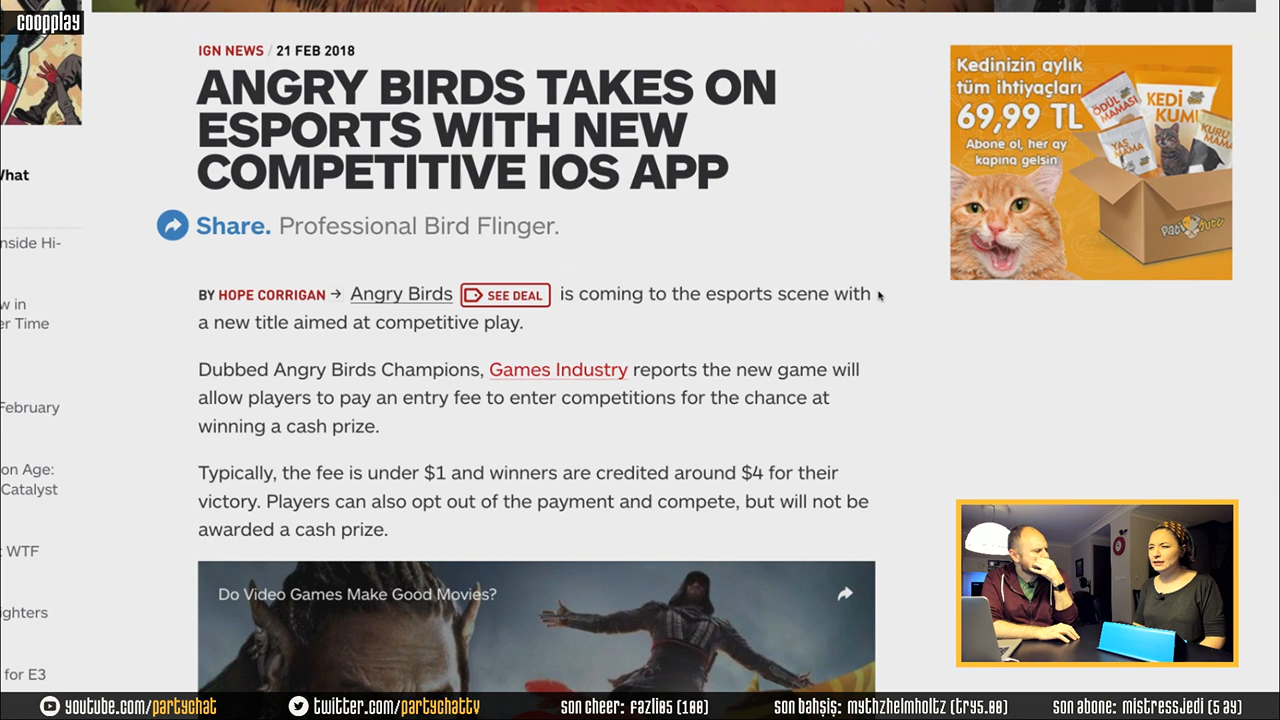 cooppLay
IGN NEWS / 21 FEB 2018
ANGRY BIRDS TAKES ON
ESPORTS WITH NEW
COMPETITIVE IOS APP
Share. Professional Bird Flinger.
BY HOPE CORRIGAN → Angry Birds SEE DEAL is coming to the esports scene with
a new title aimed at competitive play.
Dubbed Angry Birds Champions, Games Industry reports the new game will
allow players to pay an entry fee to enter competitions for the chance at
winning a cash prize.
Typically, the fee is under $1 and winners are credited around $4 for their
victory. Players can also opt out of the payment and compete, but will not be
awarded a cash prize.
Do Video Games Make Good Movies?
What
nside Hi-
w in
er Time
February
on Age:
Catalyst
WTF
ighters
for E3
Kedinizin aylık
tüm ihtiyaçları
69,99 TL
Abone ol, her ay
kapına gelsin
ÖDÜL
MAMASI
KEDİ
KUMU
YAŞ
MAMA
KURU
MAMA
youtube.com/partychat
twitter.com/partychattv
son cheer: fazli05 (100)
son bahşiş: mythzhelmholtz (try5.00)
son abone: mistressJedi (5 ay)